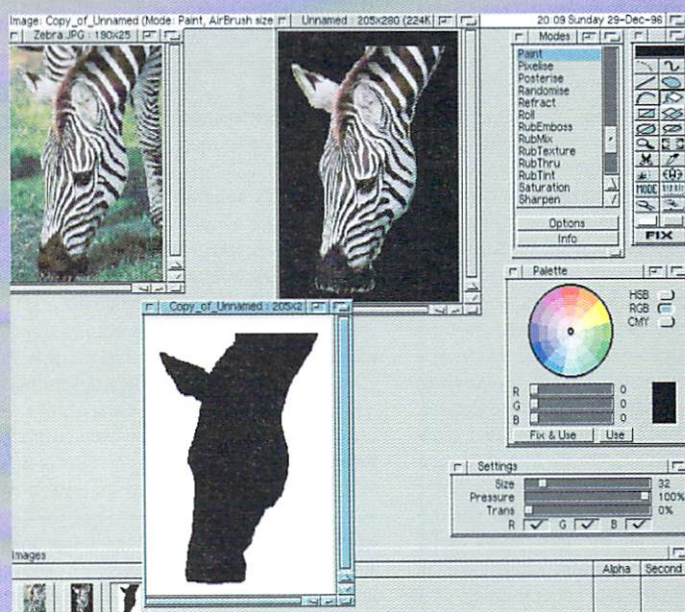 Image: Copy_of_Unnamed (Mode: Paint, AirBrush size
Unnamed : 205x280 (224K
20:09 Sunday 29-Dec-96
Zebra.JPG : 190x25
Modes
Paint
Pixelise
Posterise
Randomise
Refract
Roll
RubEmboss
RubMix
RubTexture
RubThru
RubTint
Saturation
Sharpen
Options
Info
MODE
FIX
Palette
HSB
RGB
CMY
R 0
G 0
B 0
Fix & Use Use
Copy_of_Unnamed : 205x2
Settings
Size 32
Pressure 100%
Trans 0%
R G B
Images
Alpha Second